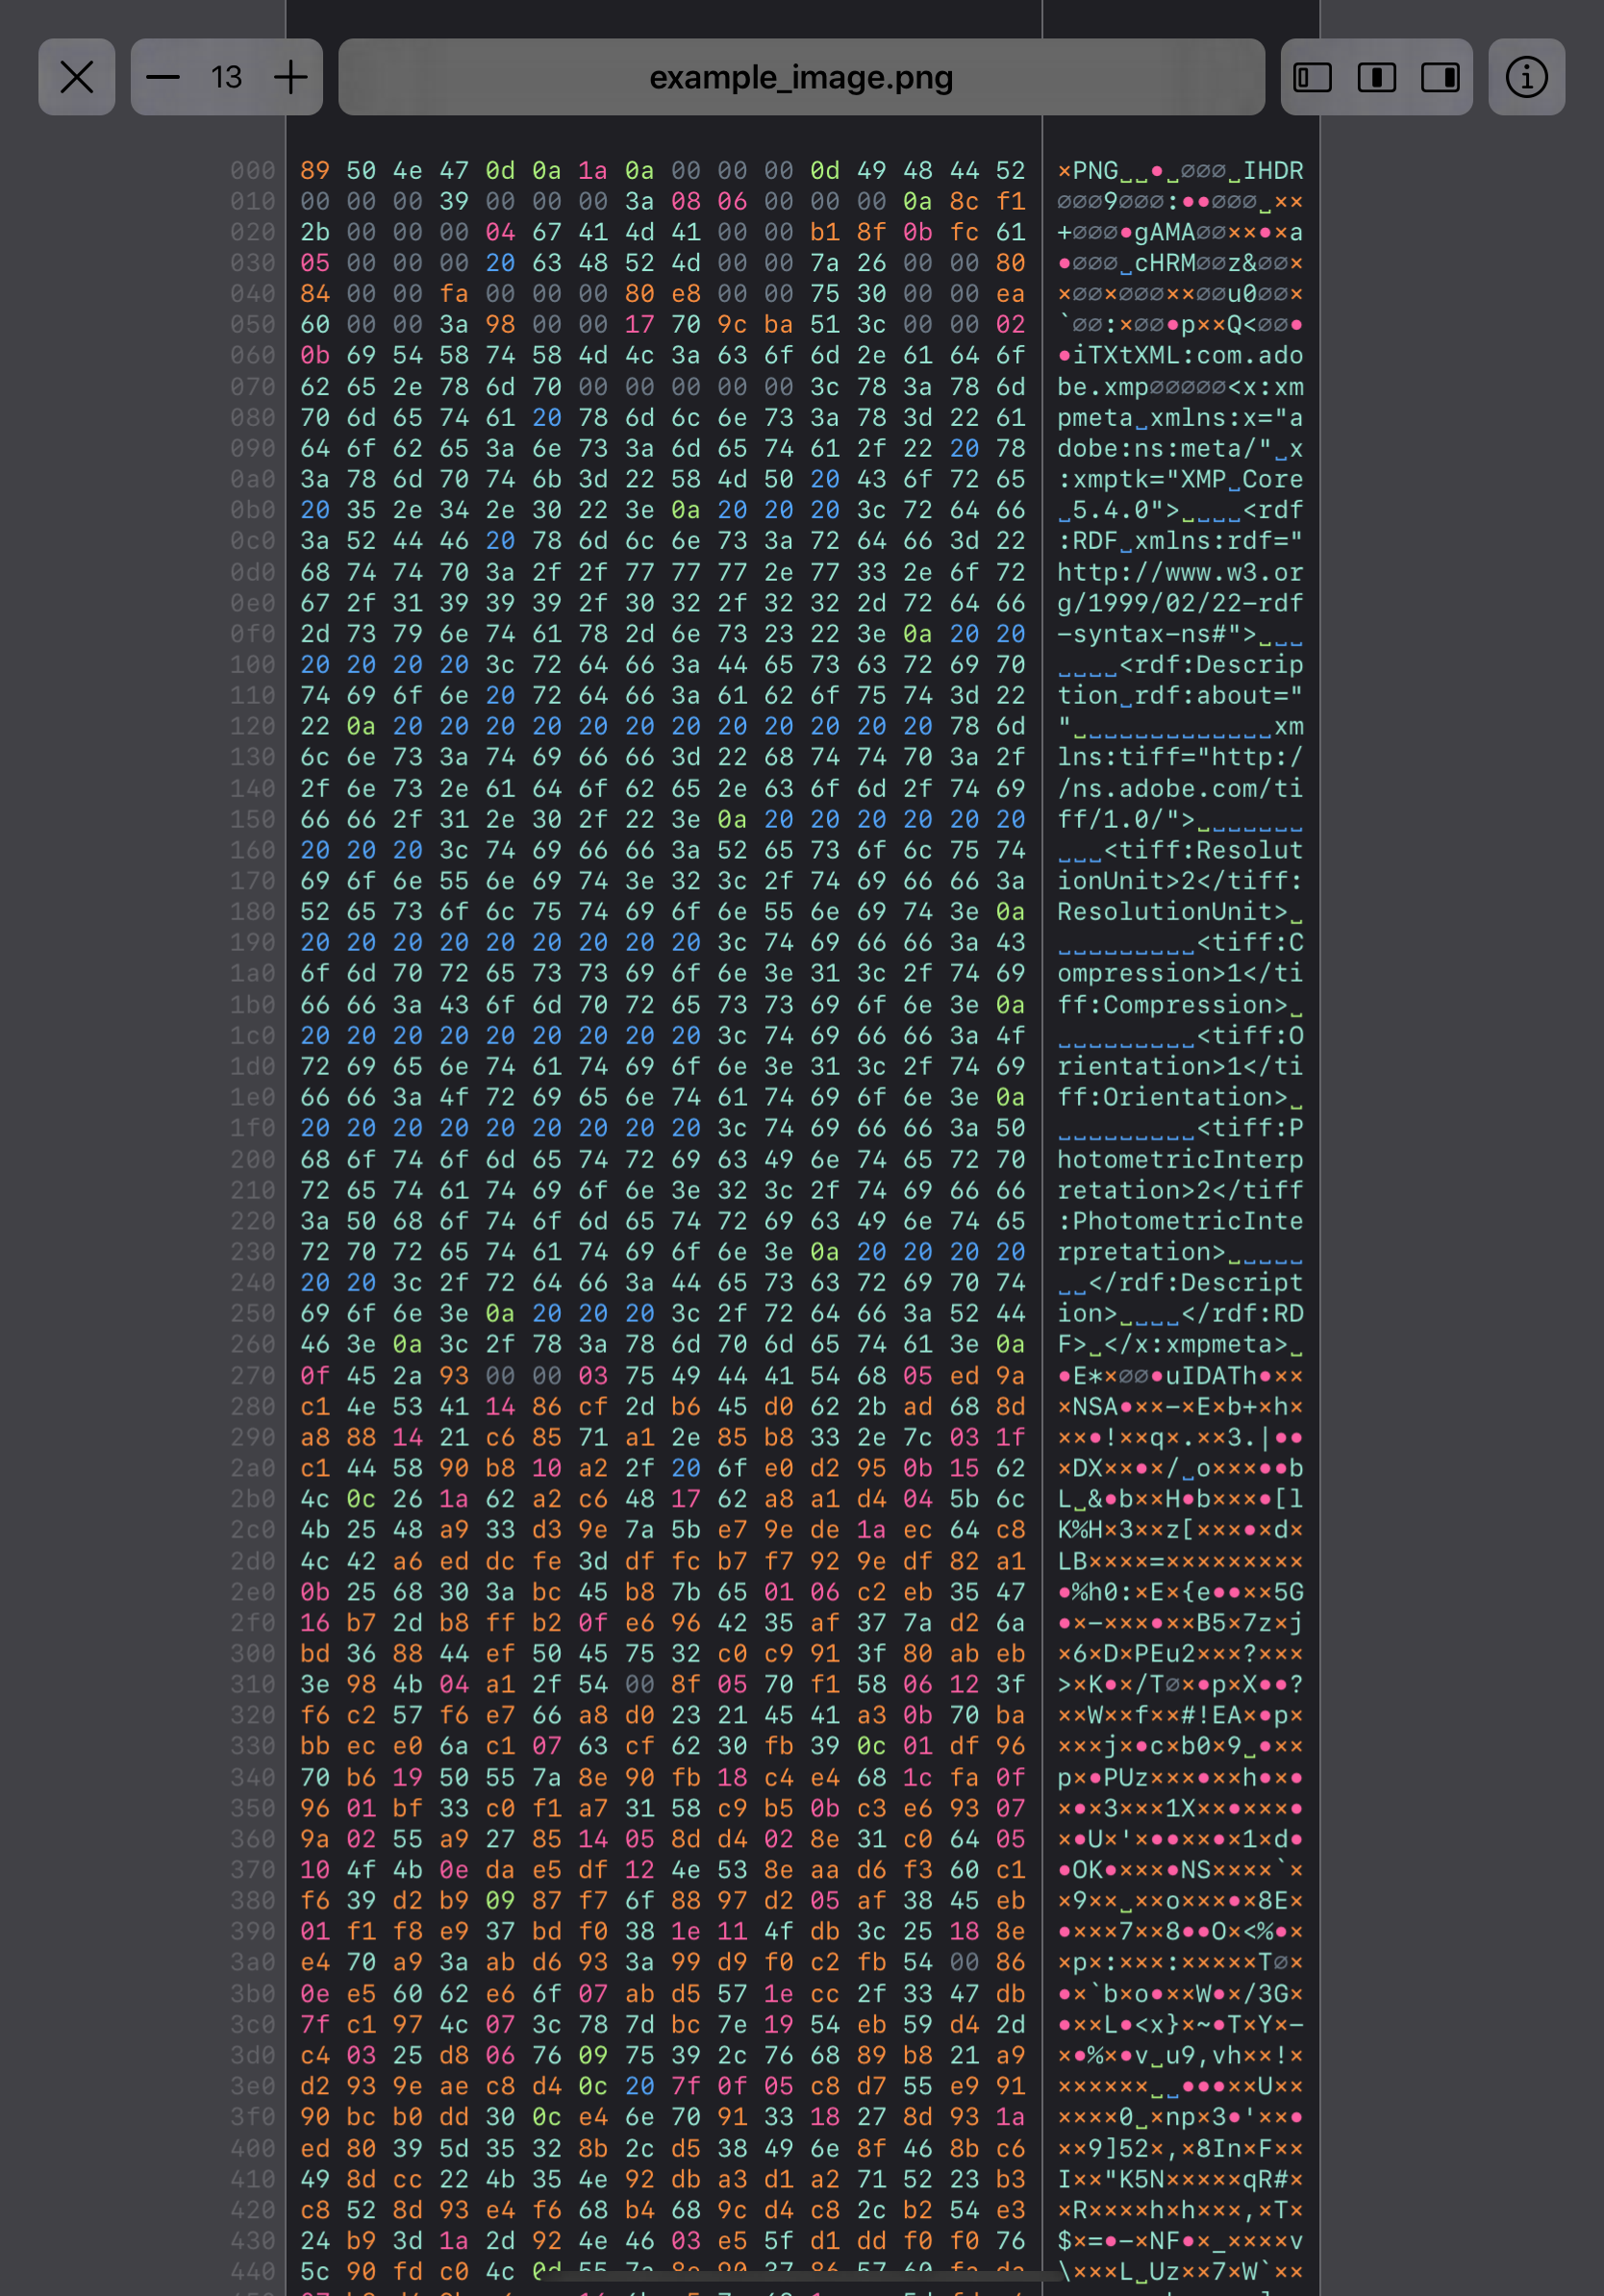 13
example_image.png
000 89 50 4e 47 0d 0a 1a 0a 00 00 00 0d 49 48 44 52 ×PNG␣␣•␣∅∅∅␣IHDR
010 00 00 00 39 00 00 00 3a 08 06 00 00 00 0a 8c f1 ∅∅∅9∅∅∅:••∅∅∅␣××
020 2b 00 00 00 04 67 41 4d 41 00 00 b1 8f 0b fc 61 +∅∅∅•gAMA∅∅××•×a
030 05 00 00 00 20 63 48 52 4d 00 00 7a 26 00 00 80 •∅∅∅␣cHRM∅∅z&∅∅×
040 84 00 00 fa 00 00 00 80 e8 00 00 75 30 00 00 ea ×∅∅×∅∅∅××∅∅u0∅∅×
050 60 00 00 3a 98 00 00 17 70 9c ba 51 3c 00 00 02 `∅∅:×∅∅•p××Q<∅∅•
060 0b 69 54 58 74 58 4d 4c 3a 63 6f 6d 2e 61 64 6f •iTXtXML:com.ado
070 62 65 2e 78 6d 70 00 00 00 00 00 3c 78 3a 78 6d be.xmp∅∅∅∅∅<x:xm
080 70 6d 65 74 61 20 78 6d 6c 6e 73 3a 78 3d 22 61 pmeta␣xmlns:x="a
090 64 6f 62 65 3a 6e 73 3a 6d 65 74 61 2f 22 20 78 dobe:ns:meta/"␣x
0a0 3a 78 6d 70 74 6b 3d 22 58 4d 50 20 43 6f 72 65 :xmptk="XMP␣Core
0b0 20 35 2e 34 2e 30 22 3e 0a 20 20 20 3c 72 64 66 ␣5.4.0">␣␣␣␣<rdf
0c0 3a 52 44 46 20 78 6d 6c 6e 73 3a 72 64 66 3d 22 :RDF␣xmlns:rdf="
0d0 68 74 74 70 3a 2f 2f 77 77 77 2e 77 33 2e 6f 72 http://www.w3.or
0e0 67 2f 31 39 39 39 2f 30 32 2f 32 32 2d 72 64 66 g/1999/02/22-rdf
0f0 2d 73 79 6e 74 61 78 2d 6e 73 23 22 3e 0a 20 20 -syntax-ns#">␣␣␣
100 20 20 20 20 3c 72 64 66 3a 44 65 73 63 72 69 70 ␣␣␣␣<rdf:Descrip
110 74 69 6f 6e 20 72 64 66 3a 61 62 6f 75 74 3d 22 tion␣rdf:about="
120 22 0a 20 20 20 20 20 20 20 20 20 20 20 20 78 6d "␣␣␣␣␣␣␣␣␣␣␣␣␣xm
130 6c 6e 73 3a 74 69 66 66 3d 22 68 74 74 70 3a 2f lns:tiff="http:/
140 2f 6e 73 2e 61 64 6f 62 65 2e 63 6f 6d 2f 74 69 /ns.adobe.com/ti
150 66 66 2f 31 2e 30 2f 22 3e 0a 20 20 20 20 20 20 ff/1.0/">␣␣␣␣␣␣␣
160 20 20 20 3c 74 69 66 66 3a 52 65 73 6f 6c 75 74 ␣␣␣<tiff:Resolut
170 69 6f 6e 55 6e 69 74 3e 32 3c 2f 74 69 66 66 3a ionUnit>2</tiff:
180 52 65 73 6f 6c 75 74 69 6f 6e 55 6e 69 74 3e 0a ResolutionUnit>␣
190 20 20 20 20 20 20 20 20 20 3c 74 69 66 66 3a 43 ␣␣␣␣␣␣␣␣␣<tiff:C
1a0 6f 6d 70 72 65 73 73 69 6f 6e 3e 31 3c 2f 74 69 ompression>1</ti
1b0 66 66 3a 43 6f 6d 70 72 65 73 73 69 6f 6e 3e 0a ff:Compression>␣
1c0 20 20 20 20 20 20 20 20 20 3c 74 69 66 66 3a 4f ␣␣␣␣␣␣␣␣␣<tiff:O
1d0 72 69 65 6e 74 61 74 69 6f 6e 3e 31 3c 2f 74 69 rientation>1</ti
1e0 66 66 3a 4f 72 69 65 6e 74 61 74 69 6f 6e 3e 0a ff:Orientation>␣
1f0 20 20 20 20 20 20 20 20 20 3c 74 69 66 66 3a 50 ␣␣␣␣␣␣␣␣␣<tiff:P
200 68 6f 74 6f 6d 65 74 72 69 63 49 6e 74 65 72 70 hotometricInterp
210 72 65 74 61 74 69 6f 6e 3e 32 3c 2f 74 69 66 66 retation>2</tiff
220 3a 50 68 6f 74 6f 6d 65 74 72 69 63 49 6e 74 65 :PhotometricInte
230 72 70 72 65 74 61 74 69 6f 6e 3e 0a 20 20 20 20 rpretation>␣␣␣␣␣
240 20 20 3c 2f 72 64 66 3a 44 65 73 63 72 69 70 74 ␣␣</rdf:Descript
250 69 6f 6e 3e 0a 20 20 20 3c 2f 72 64 66 3a 52 44 ion>␣␣␣␣</rdf:RD
260 46 3e 0a 3c 2f 78 3a 78 6d 70 6d 65 74 61 3e 0a F>␣</x:xmpmeta>␣
270 0f 45 2a 93 00 00 03 75 49 44 41 54 68 05 ed 9a •E*×∅∅•uIDATh•××
280 c1 4e 53 41 14 86 cf 2d b6 45 d0 62 2b ad 68 8d ×NSA•××-×E×b+×h×
290 a8 88 14 21 c6 85 71 a1 2e 85 b8 33 2e 7c 03 1f ××•!××q×.××3.|••
2a0 c1 44 58 90 b8 10 a2 2f 20 6f e0 d2 95 0b 15 62 ×DX××•×/␣o×××••b
2b0 4c 0c 26 1a 62 a2 c6 48 17 62 a8 a1 d4 04 5b 6c L␣&•b××H•b×××•[l
2c0 4b 25 48 a9 33 d3 9e 7a 5b e7 9e de 1a ec 64 c8 K%H×3××z[×××•×d×
2d0 4c 42 a6 ed dc fe 3d df fc b7 f7 92 9e df 82 a1 LB××××=×××××××××
2e0 0b 25 68 30 3a bc 45 b8 7b 65 01 06 c2 eb 35 47 •%h0:×E×{e••××5G
2f0 16 b7 2d b8 ff b2 0f e6 96 42 35 af 37 7a d2 6a •×-×××•××B5×7z×j
300 bd 36 88 44 ef 50 45 75 32 c0 c9 91 3f 80 ab eb ×6×D×PEu2×××?×××
310 3e 98 4b 04 a1 2f 54 00 8f 05 70 f1 58 06 12 3f >×K•×/T∅×•p×X••?
320 f6 c2 57 f6 e7 66 a8 d0 23 21 45 41 a3 0b 70 ba ××W××f××#!EA×•p×
330 bb ec e0 6a c1 07 63 cf 62 30 fb 39 0c 01 df 96 ×××j×•c×b0×9␣•××
340 70 b6 19 50 55 7a 8e 90 fb 18 c4 e4 68 1c fa 0f p×•PUz×××•××h•×•
350 96 01 bf 33 c0 f1 a7 31 58 c9 b5 0b c3 e6 93 07 ×•×3×××1X××•×××•
360 9a 02 55 a9 27 85 14 05 8d d4 02 8e 31 c0 64 05 ×•U×'×••××•×1×d•
370 10 4f 4b 0e da e5 df 12 4e 53 8e aa d6 f3 60 c1 •OK•×××•NS××××`×
380 f6 39 d2 b9 09 87 f7 6f 88 97 d2 05 af 38 45 eb ×9××␣××o×××•×8E×
390 01 f1 f8 e9 37 bd f0 38 1e 11 4f db 3c 25 18 8e •×××7××8••O×<%•×
3a0 e4 70 a9 3a ab d6 93 3a 99 d9 f0 c2 fb 54 00 86 ×p×:×××:×××××T∅×
3b0 0e e5 60 62 e6 6f 07 ab d5 57 1e cc 2f 33 47 db •×`b×o•××W•×/3G×
3c0 7f c1 97 4c 07 3c 78 7d bc 7e 19 54 eb 59 d4 2d •××L•<x}×~•T×Y×-
3d0 c4 03 25 d8 06 76 09 75 39 2c 76 68 89 b8 21 a9 ×•%×•v␣u9,vh××!×
3e0 d2 93 9e ae c8 d4 0c 20 7f 0f 05 c8 d7 55 e9 91 ××××××␣␣•••××U××
3f0 90 bc b0 dd 30 0c e4 6e 70 91 33 18 27 8d 93 1a ××××0␣×np×3•'××•
400 ed 80 39 5d 35 32 8b 2c d5 38 49 6e 8f 46 8b c6 ××9]52×,×8In×F××
410 49 8d cc 22 4b 35 4e 92 db a3 d1 a2 71 52 23 b3 I××"K5N×××××qR#×
420 c8 52 8d 93 e4 f6 68 b4 68 9c d4 c8 2c b2 54 e3 ×R××××h×h×××,×T×
430 24 b9 3d 1a 2d 92 4e 46 03 e5 5f d1 dd f0 f0 76 $×=•-×NF•×_××××v
440 5c 90 fd c0 4c 0d 55 7a 8e 90 37 86 57 60 fa da \×××L␣Uz××7×W`××